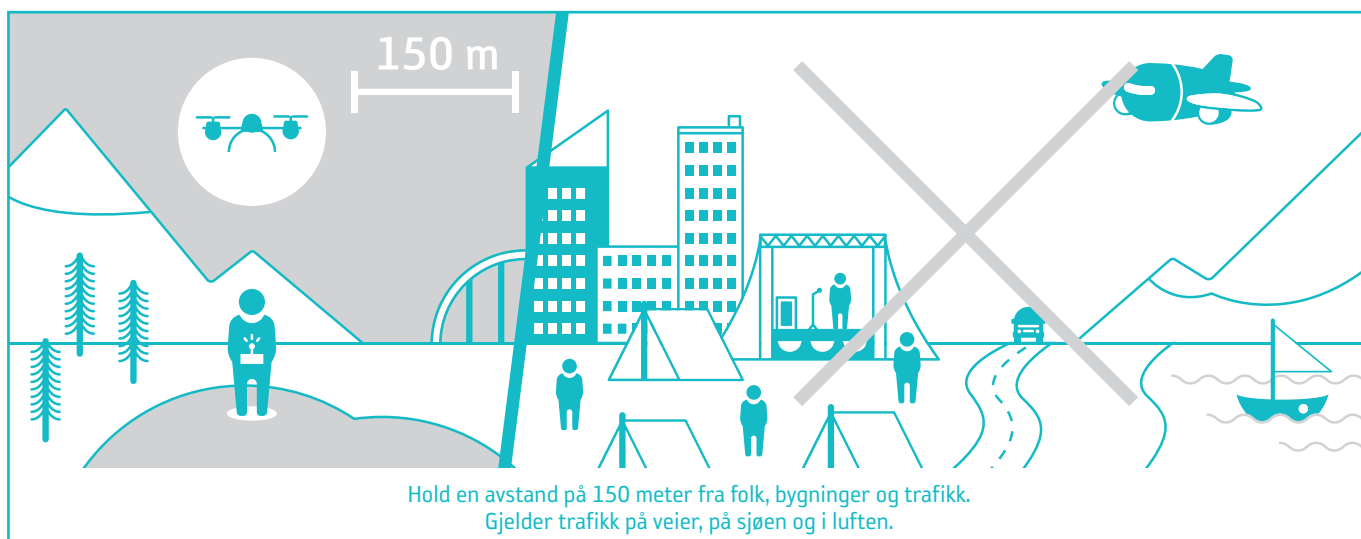 150 m
Hold en avstand på 150 meter fra folk, bygninger og trafikk.
Gjelder trafikk på veier, på sjøen og i luften.